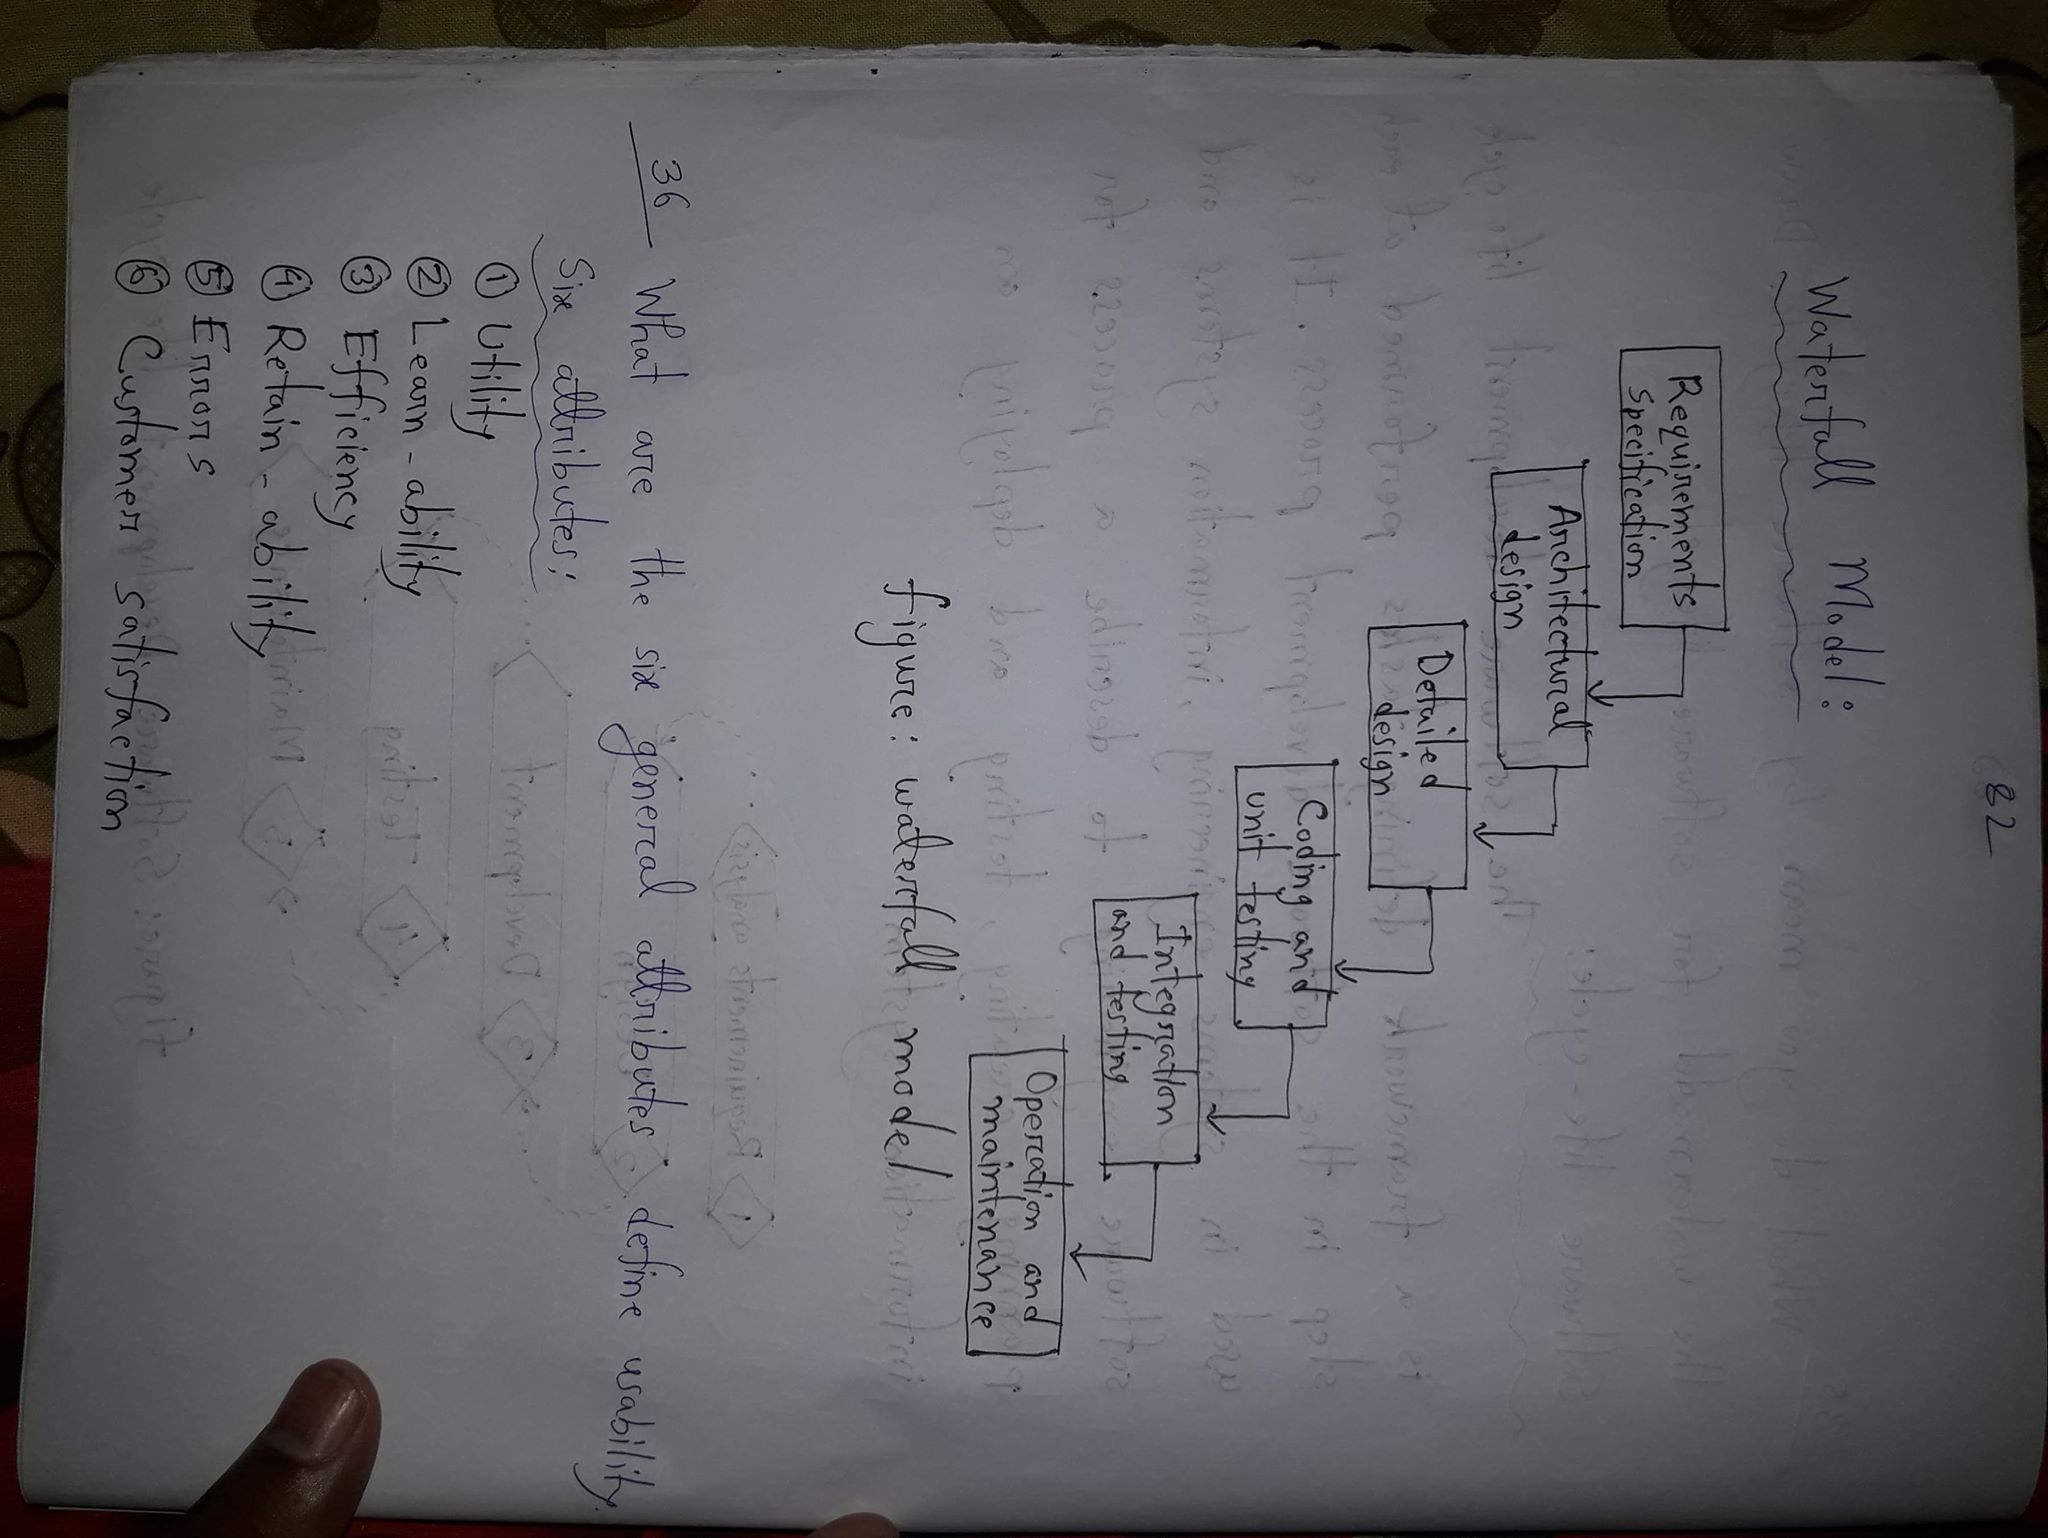 82
Waterfall Model:
Requirements
specification
Architectural
design
Detailed
design
Coding and
unit testing
Integration
and testing
Operation and
maintenance
figure: waterfall model
36 What are the six general attributes define usability.
Six attributes:
① Utility
② Learn-ability
③ Efficiency
④ Retain-ability
⑤ Errors
⑥ Customer satisfaction